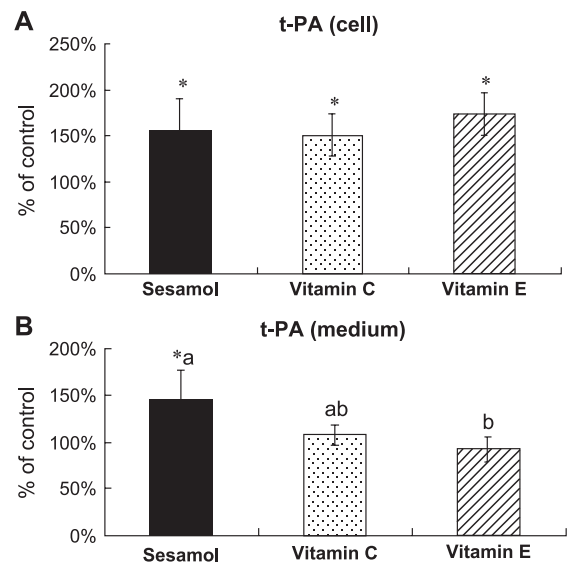 A
t-PA (cell)
% of control
250%
200%
150%
100%
50%
0%
*
*
*
Sesamol
Vitamin C
Vitamin E
B
t-PA (medium)
% of control
200%
150%
100%
50%
0%
*a
ab
b
Sesamol
Vitamin C
Vitamin E